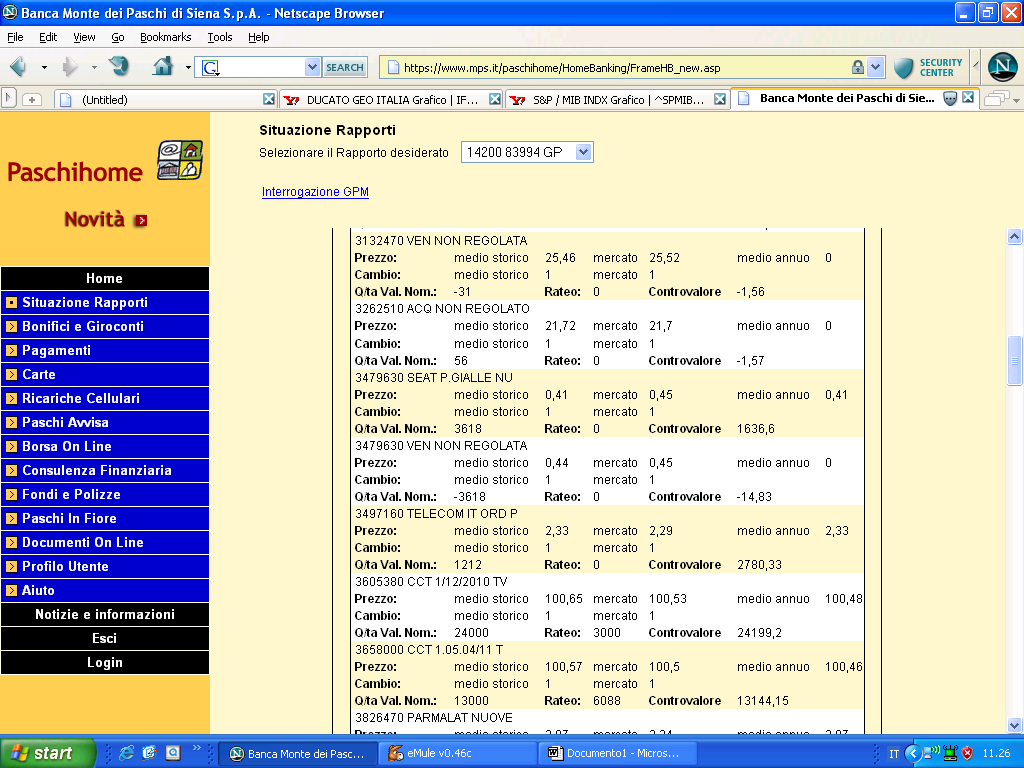 Banca Monte dei Paschi di Siena S.p.A. - Netscape Browser
File Edit View Go Bookmarks Tools Help
G SEARCH https://www.mps.it/paschihome/HomeBanking/FrameHB_new.asp SECURITY CENTER N
(Untitled) DUCATO GEO ITALIA Grafico | IF... S&P / MIB INDX Grafico | ^SPMIB... Banca Monte dei Paschi di Sie...
Paschihome
Novità
Home
Situazione Rapporti
Bonifici e Giroconti
Pagamenti
Carte
Ricariche Cellulari
Paschi Avvisa
Borsa On Line
Consulenza Finanziaria
Fondi e Polizze
Paschi In Fiore
Documenti On Line
Profilo Utente
Aiuto
Notizie e informazioni
Esci
Login
Situazione Rapporti
Selezionare il Rapporto desiderato 14200 83994 GP
Interrogazione GPM
3132470 VEN NON REGOLATA
Prezzo: medio storico 25,46 mercato 25,52 medio annuo 0
Cambio: medio storico 1 mercato 1
Q/ta Val. Nom.: -31 Rateo: 0 Controvalore -1,56
3262510 ACQ NON REGOLATO
Prezzo: medio storico 21,72 mercato 21,7 medio annuo 0
Cambio: medio storico 1 mercato 1
Q/ta Val. Nom.: 56 Rateo: 0 Controvalore -1,57
3479630 SEAT P.GIALLE NU
Prezzo: medio storico 0,41 mercato 0,45 medio annuo 0,41
Cambio: medio storico 1 mercato 1
Q/ta Val. Nom.: 3618 Rateo: 0 Controvalore 1636,6
3479630 VEN NON REGOLATA
Prezzo: medio storico 0,44 mercato 0,45 medio annuo 0
Cambio: medio storico 1 mercato 1
Q/ta Val. Nom.: -3618 Rateo: 0 Controvalore -14,83
3497160 TELECOM IT ORD P
Prezzo: medio storico 2,33 mercato 2,29 medio annuo 2,33
Cambio: medio storico 1 mercato 1
Q/ta Val. Nom.: 1212 Rateo: 0 Controvalore 2780,33
3605380 CCT 1/12/2010 TV
Prezzo: medio storico 100,65 mercato 100,53 medio annuo 100,48
Cambio: medio storico 1 mercato 1
Q/ta Val. Nom.: 24000 Rateo: 3000 Controvalore 24199,2
3658000 CCT 1.05.04/11 T
Prezzo: medio storico 100,57 mercato 100,5 medio annuo 100,46
Cambio: medio storico 1 mercato 1
Q/ta Val. Nom.: 13000 Rateo: 6088 Controvalore 13144,15
3826470 PARMALAT NUOVE
start Banca Monte dei Pasc... eMule v0.46c Documento1 - Micros... IT 11.26